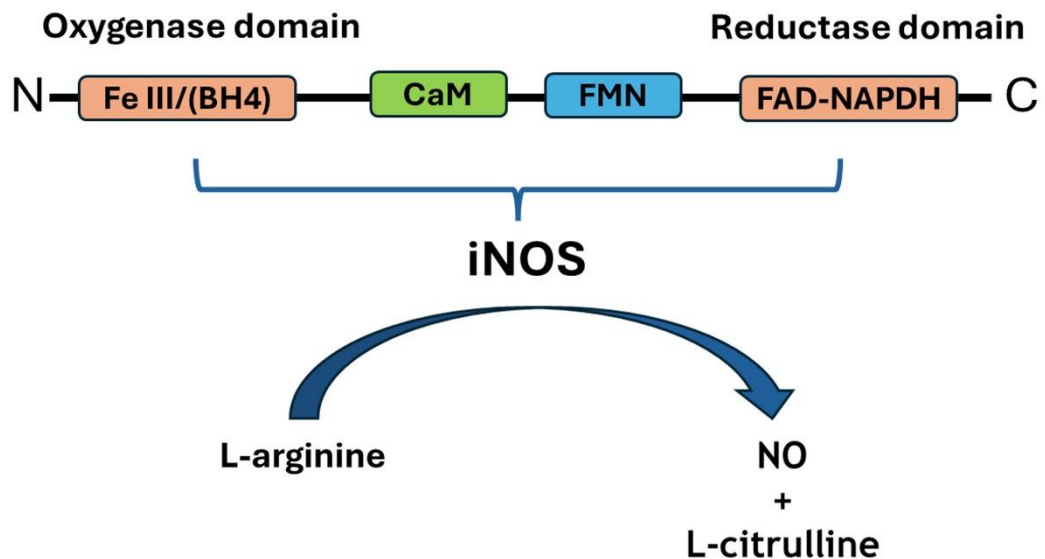 Oxygenase domain
Reductase domain
N
Fe III/(BH4)
CaM
FMN
FAD-NAPDH
C
iNOS
L-arginine
NO
+
L-citrulline